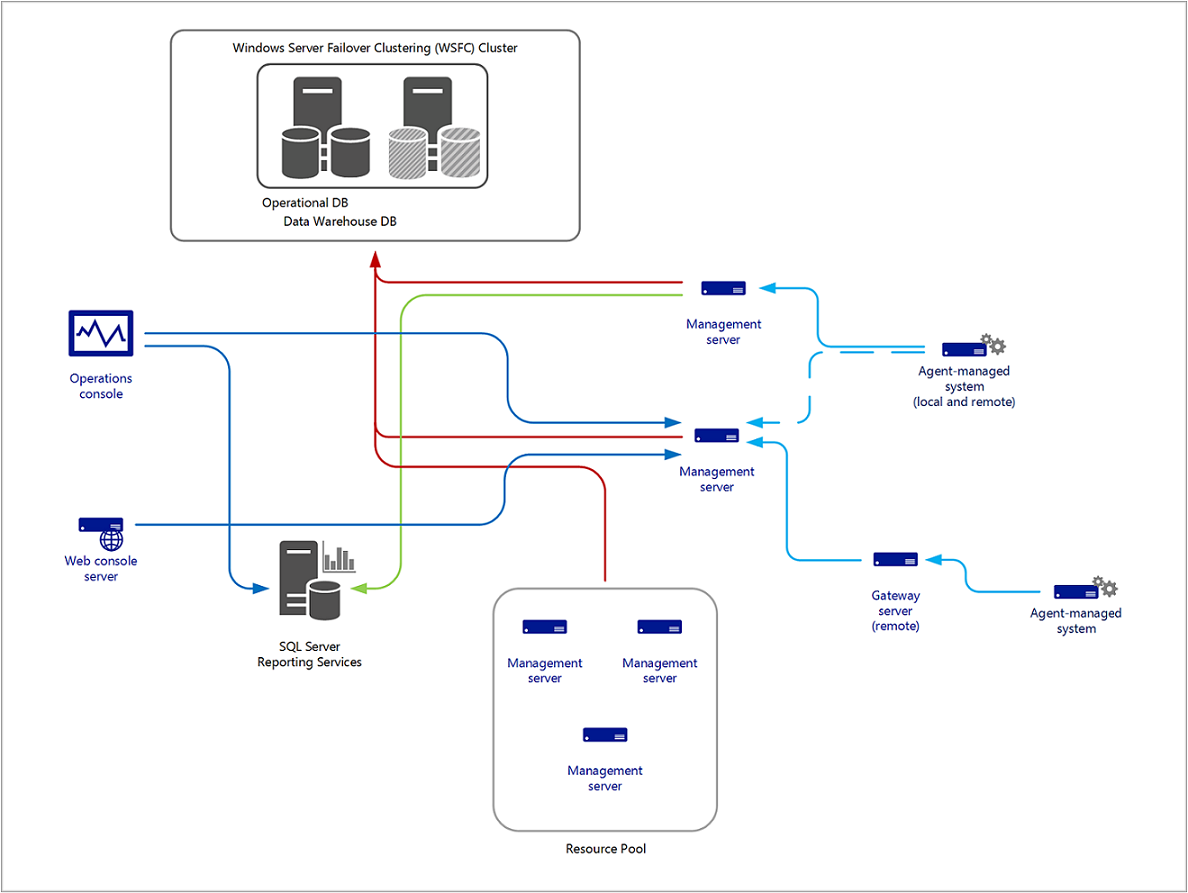 Windows Server Failover Clustering (WSFC) Cluster
Operational DB
Data Warehouse DB
Management
server
Operations
console
Agent-managed
system
(local and remote)
Management
server
Web console
server
Gateway
server
(remote)
Agent-managed
system
SQL Server
Reporting Services
Management
server
Management
server
Management
server
Resource Pool